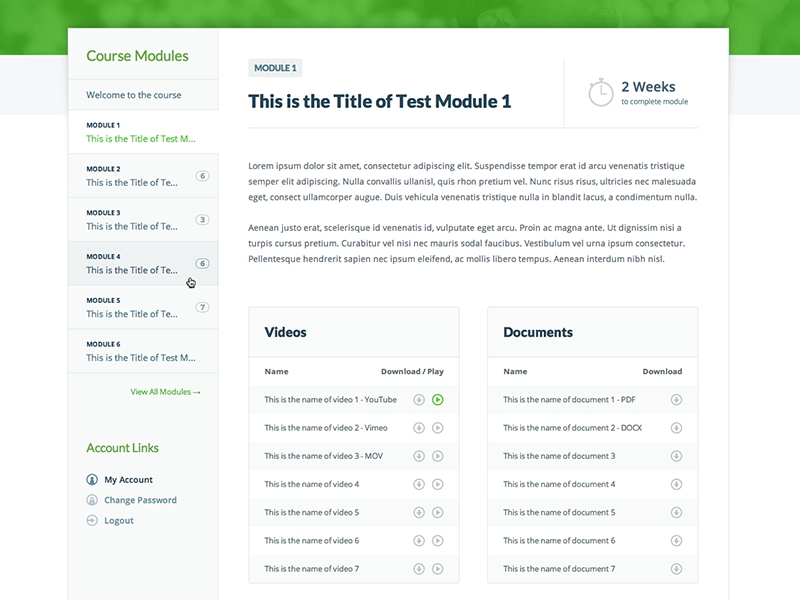 Course Modules
Welcome to the course
MODULE 1
This is the Title of Test M...
MODULE 2
This is the Title of Te...
6
MODULE 3
This is the Title of Te...
3
MODULE 4
This is the Title of Te...
6
MODULE 5
This is the Title of Te...
7
MODULE 6
This is the Title of Test M...
View All Modules →
Account Links
My Account
Change Password
Logout
MODULE 1
This is the Title of Test Module 1
2 Weeks
to complete module
Lorem ipsum dolor sit amet, consectetur adipiscing elit. Suspendisse tempor erat id arcu venenatis tristique
semper elit adipiscing. Nulla convallis ullanisl, quis rhon pretium vel. Nunc risus risus, ultricies nec malesuada
eget, consect ullamcorper augue. Duis vehicula venenatis tristique nulla in blandit lacus, a condimentum nulla.
Aenean justo erat, scelerisque id venenatis id, vulputate eget arcu. Proin ac magna ante. Ut dignissim nisi a
turpis cursus pretium. Curabitur vel nisi nec mauris sodal faucibus. Vestibulum vel urna ipsum consectetur.
Pellentesque hendrerit sapien nec ipsum eleifend, ac mollis libero tempus. Aenean interdum nibh nisl.
Videos
Name Download / Play
This is the name of video 1 - YouTube
This is the name of video 2 - Vimeo
This is the name of video 3 - MOV
This is the name of video 4
This is the name of video 5
This is the name of video 6
This is the name of video 7
Documents
Name Download
This is the name of document 1 - PDF
This is the name of document 2 - DOCX
This is the name of document 3
This is the name of document 4
This is the name of document 5
This is the name of document 6
This is the name of document 7